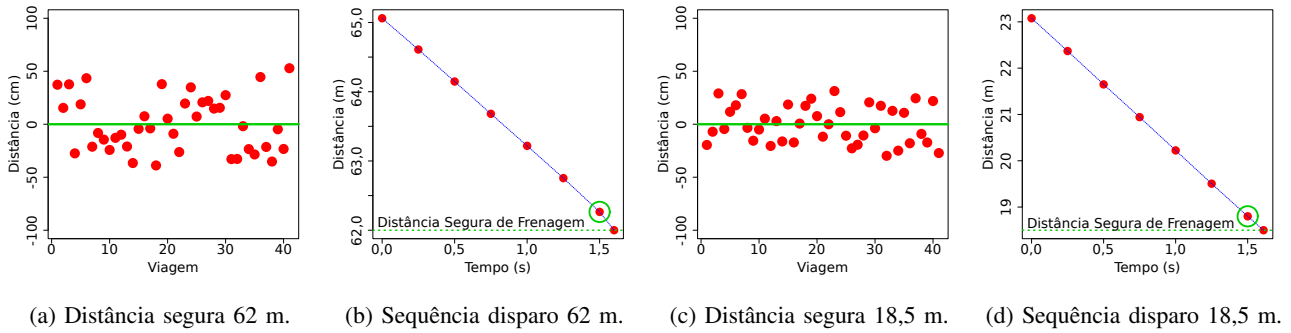 100
50
0
-50
-100
Distância (cm)
0 10 20 30 40
Viagem
65,0
64,0
63,0
62,0
Distância (m)
Distância Segura de Frenagem
0,0 0,5 1,0 1,5
Tempo (s)
100
50
0
-50
-100
Distância (cm)
0 10 20 30 40
Viagem
23
22
21
20
19
Distância (m)
Distância Segura de Frenagem
0,0 0,5 1,0 1,5
Tempo (s)
(a) Distância segura 62 m.
(b) Sequência disparo 62 m.
(c) Distância segura 18,5 m.
(d) Sequência disparo 18,5 m.